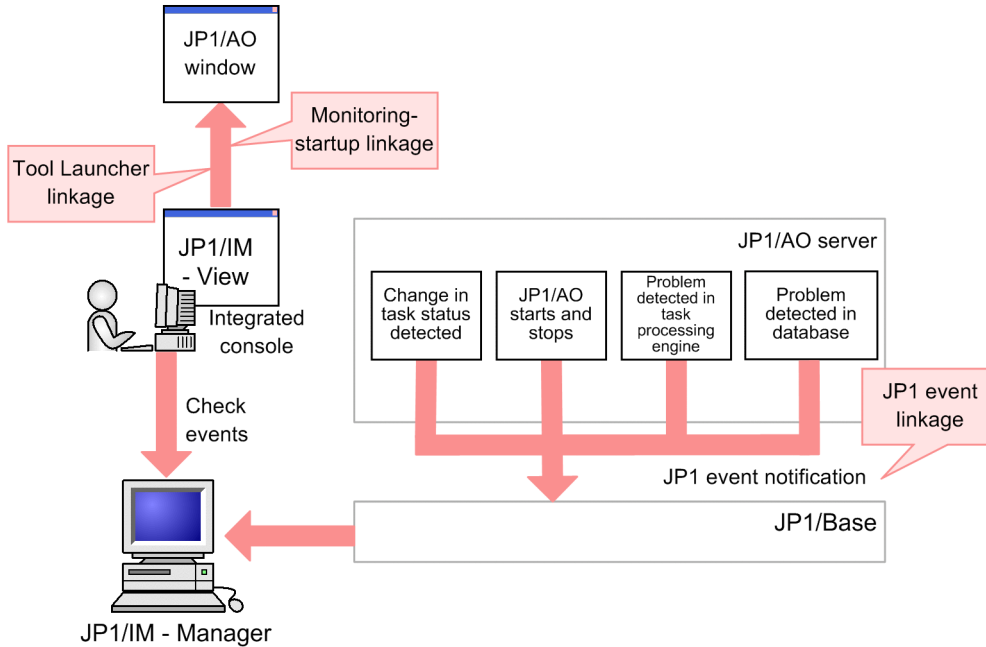 JP1/AO
window
Monitoring-
startup linkage
Tool Launcher
linkage
JP1/IM
- View
Integrated
console
JP1/AO server
Change in
task status
detected
JP1/AO
starts and
stops
Problem
detected in
task
processing
engine
Problem
detected in
database
JP1 event
linkage
Check
events
JP1 event notification
JP1/Base
JP1/IM - Manager